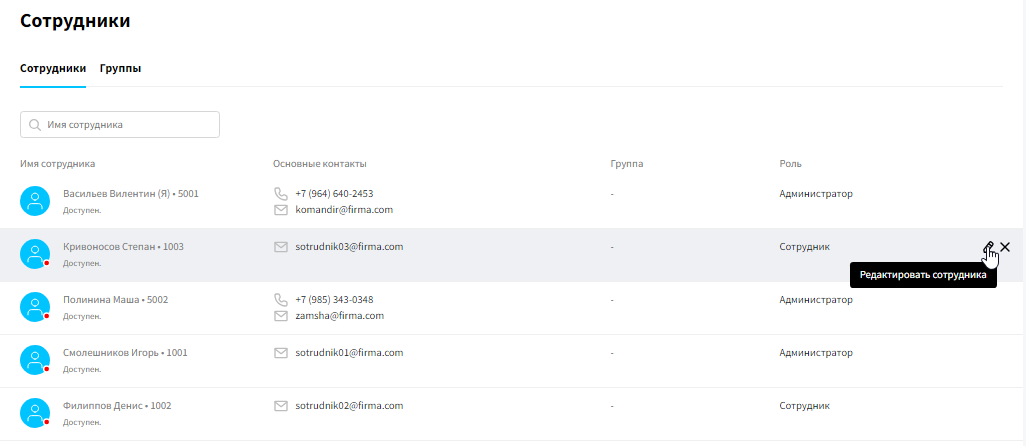 Сотрудники
Сотрудники Группы
Имя сотрудника
Имя сотрудника Основные контакты Группа Роль
Васильев Вилентин (Я) • 5001 +7 (964) 640-2453 - Администратор
Доступен. komandir@firma.com
Кривоносов Степан • 1003 sotrudnik03@firma.com - Сотрудник
Доступен.
Редактировать сотрудника
Полинина Маша • 5002 +7 (985) 343-0348 - Администратор
Доступен. zamsha@firma.com
Смолешников Игорь • 1001 sotrudnik01@firma.com - Администратор
Доступен.
Филиппов Денис • 1002 sotrudnik02@firma.com - Сотрудник
Доступен.